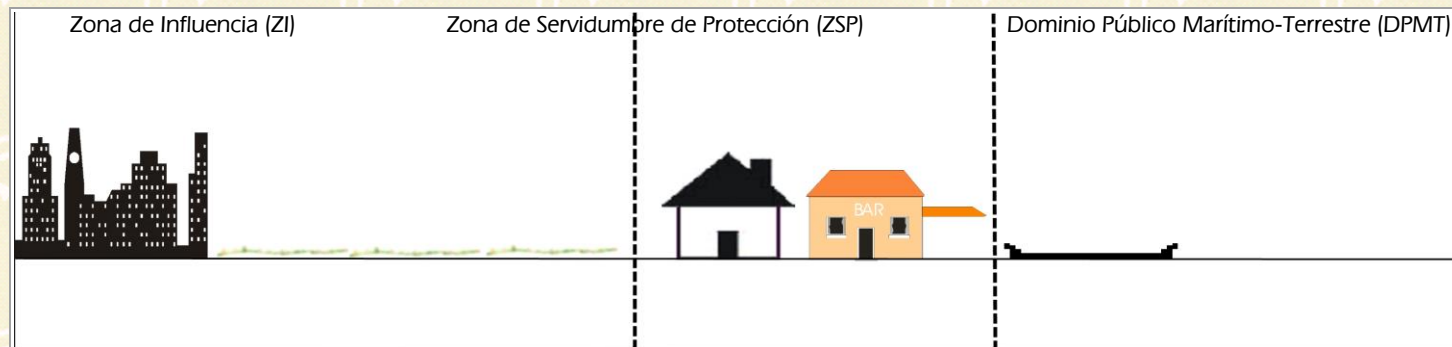 Zona de Influencia (ZI) Zona de Servidumbre de Protección (ZSP) Dominio Público Marítimo-Terrestre (DPMT)
BAR